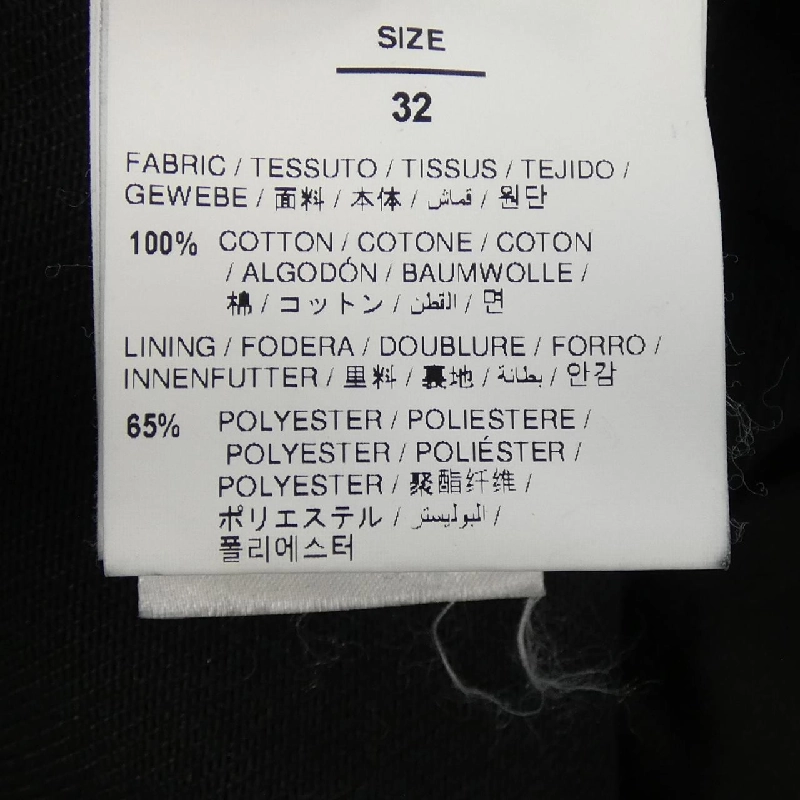 SIZE
32
FABRIC / TESSUTO / TISSUS / TEJIDO /
GEWEBE / 面料 / 本体 / قماش / 원단
100% COTTON / COTONE / COTON
/ ALGODÓN / BAUMWOLLE /
棉 / コットン / القطن / 면
LINING / FODERA / DOUBLURE / FORRO /
INNENFUTTER / 里料 / 裏地 / بطانة / 안감
65% POLYESTER / POLIESTERE /
POLYESTER / POLIÉSTER /
POLYESTER / 聚酯纤维 /
ポリエステル / البوليستر /
폴리에스터